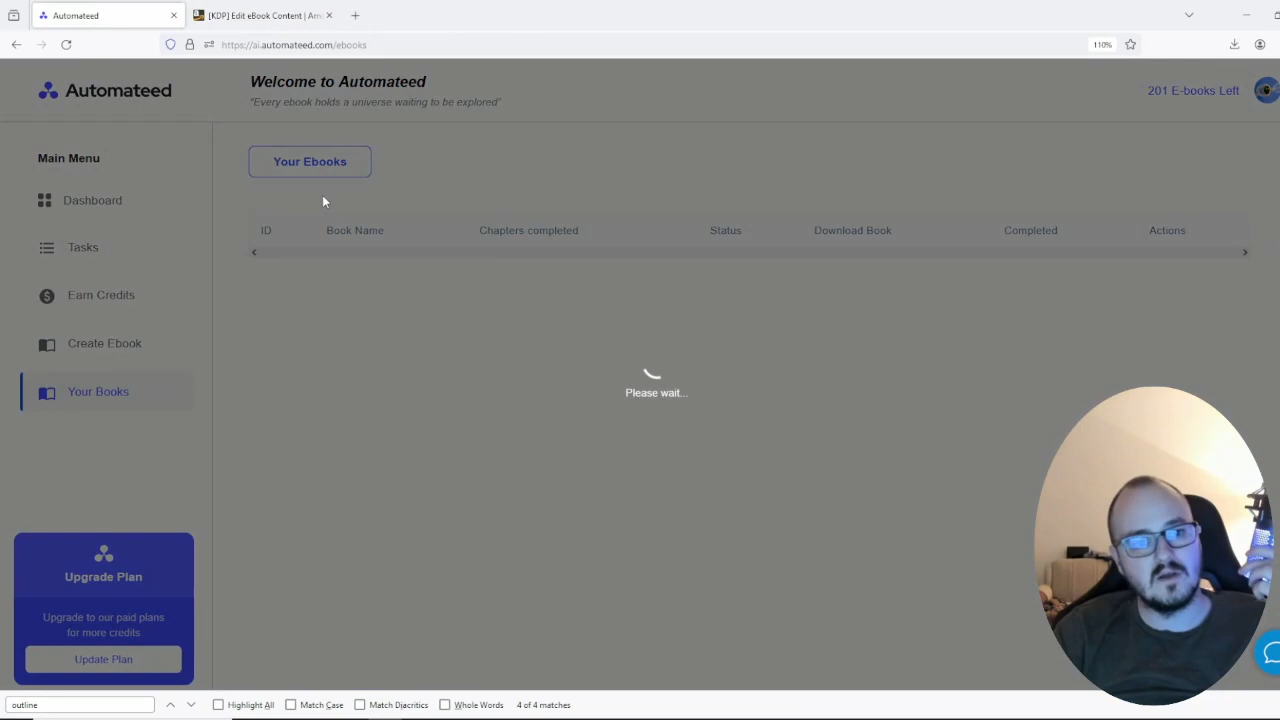 Automateed
[KDP] Edit eBook Content | Am
https://ai.automateed.com/ebooks
110%
Automateed
Welcome to Automateed
"Every ebook holds a universe waiting to be explored"
201 E-books Left
Main Menu
Dashboard
Tasks
Earn Credits
Create Ebook
Your Books
Your Ebooks
ID Book Name Chapters completed Status Download Book Completed Actions
Please wait...
Upgrade Plan
Upgrade to our paid plans
for more credits
Update Plan
outline
Highlight All
Match Case
Match Diacritics
Whole Words
4 of 4 matches